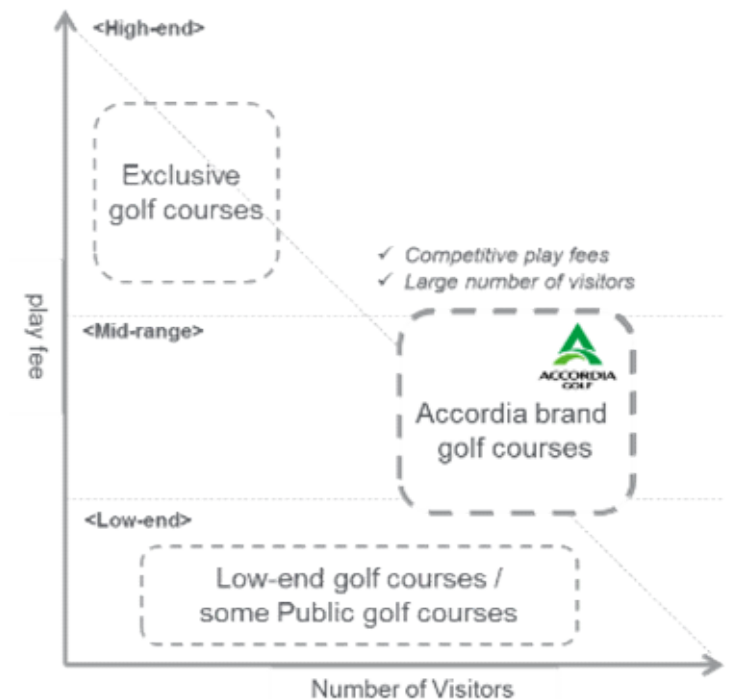 <High-end>
Exclusive
golf courses
✓ Competitive play fees
✓ Large number of visitors
play fee
<Mid-range>
ACCORDIA
GOLF
Accordia brand
golf courses
<Low-end>
Low-end golf courses /
some Public golf courses
Number of Visitors